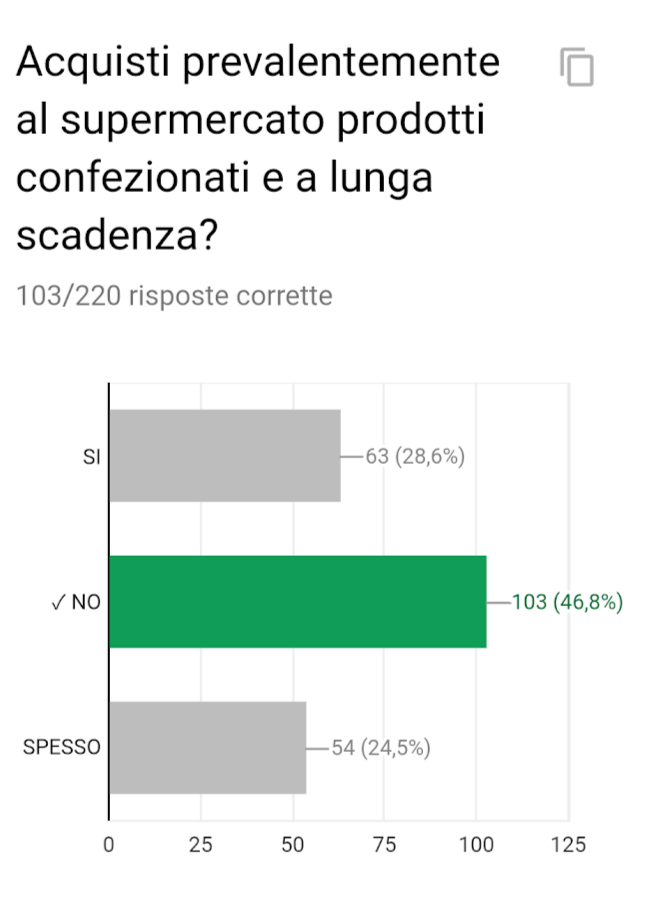 Acquisti prevalentemente
al supermercato prodotti
confezionati e a lunga
scadenza?
103/220 risposte corrette
SI
63 (28,6%)
✓ NO
103 (46,8%)
SPESSO
54 (24,5%)
0 25 50 75 100 125